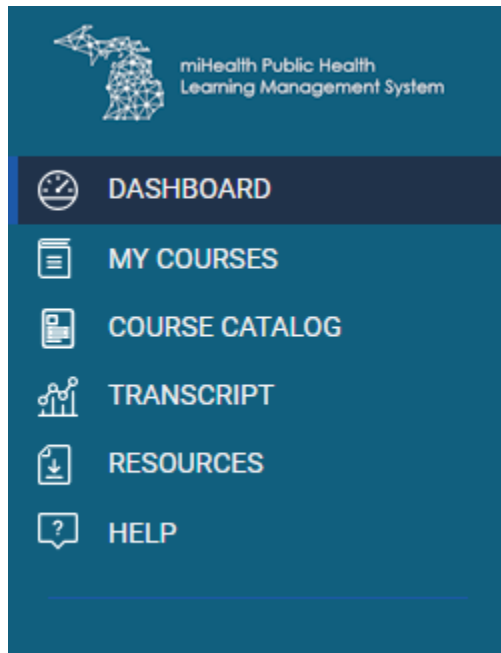 miHealth Public Health
Learning Management System
DASHBOARD
MY COURSES
COURSE CATALOG
TRANSCRIPT
RESOURCES
HELP